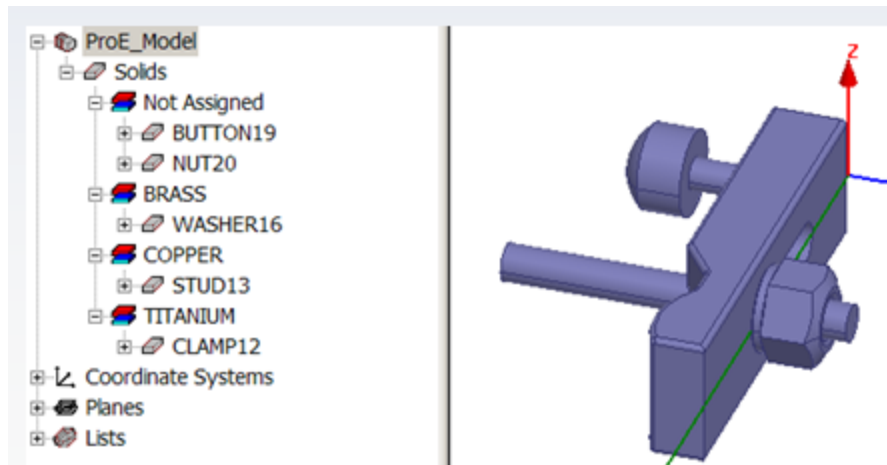 ProE_Model
Solids
Not Assigned
BUTTON19
NUT20
BRASS
WASHER16
COPPER
STUD13
TITANIUM
CLAMP12
Coordinate Systems
Planes
Lists
Z